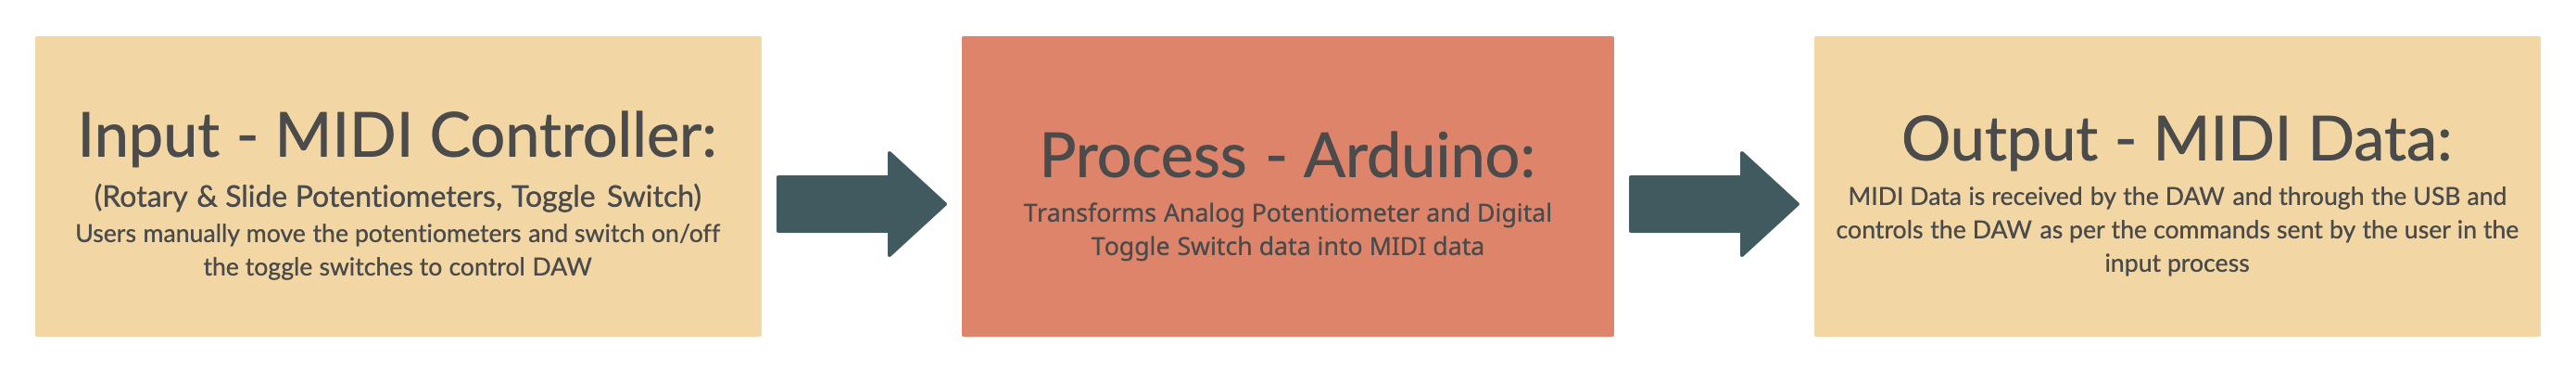 Input - MIDI Controller:
(Rotary & Slide Potentiometers, Toggle Switch)
Users manually move the potentiometers and switch on/off
the toggle switches to control DAW
Process - Arduino:
Transforms Analog Potentiometer and Digital
Toggle Switch data into MIDI data
Output - MIDI Data:
MIDI Data is received by the DAW and through the USB and
controls the DAW as per the commands sent by the user in the
input process